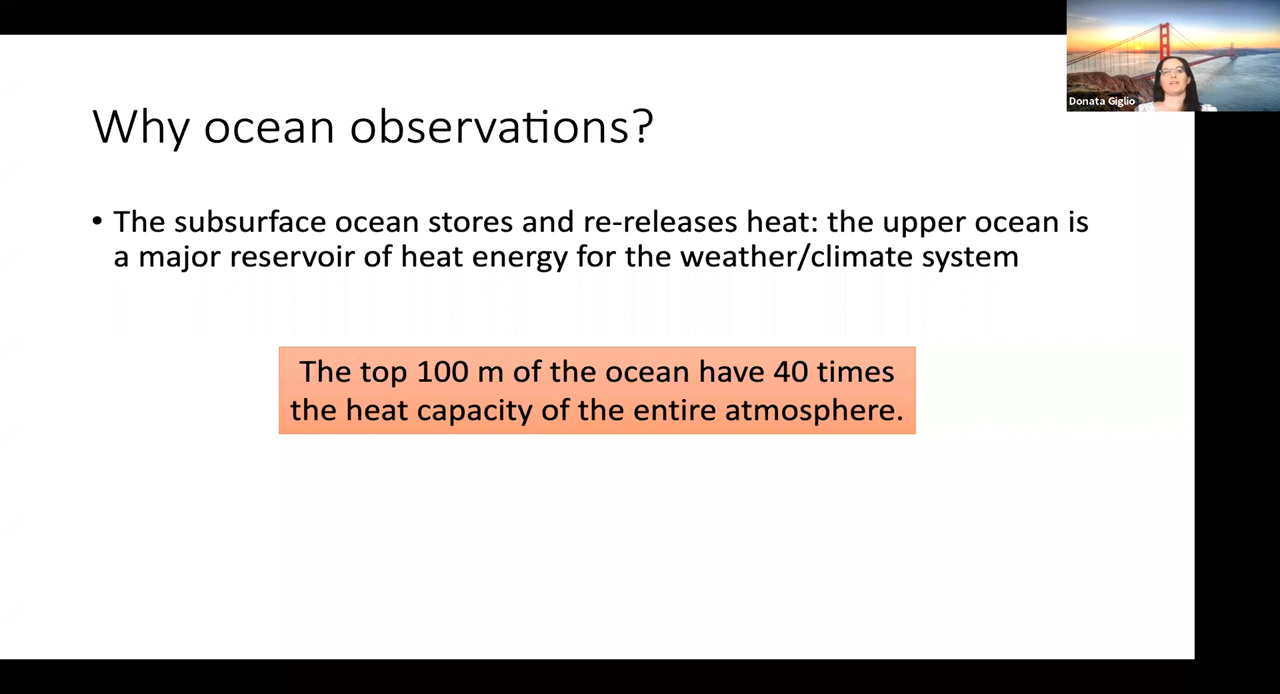 Donata Giglio
Why ocean observations?
• The subsurface ocean stores and re-releases heat: the upper ocean is
a major reservoir of heat energy for the weather/climate system
The top 100 m of the ocean have 40 times
the heat capacity of the entire atmosphere.